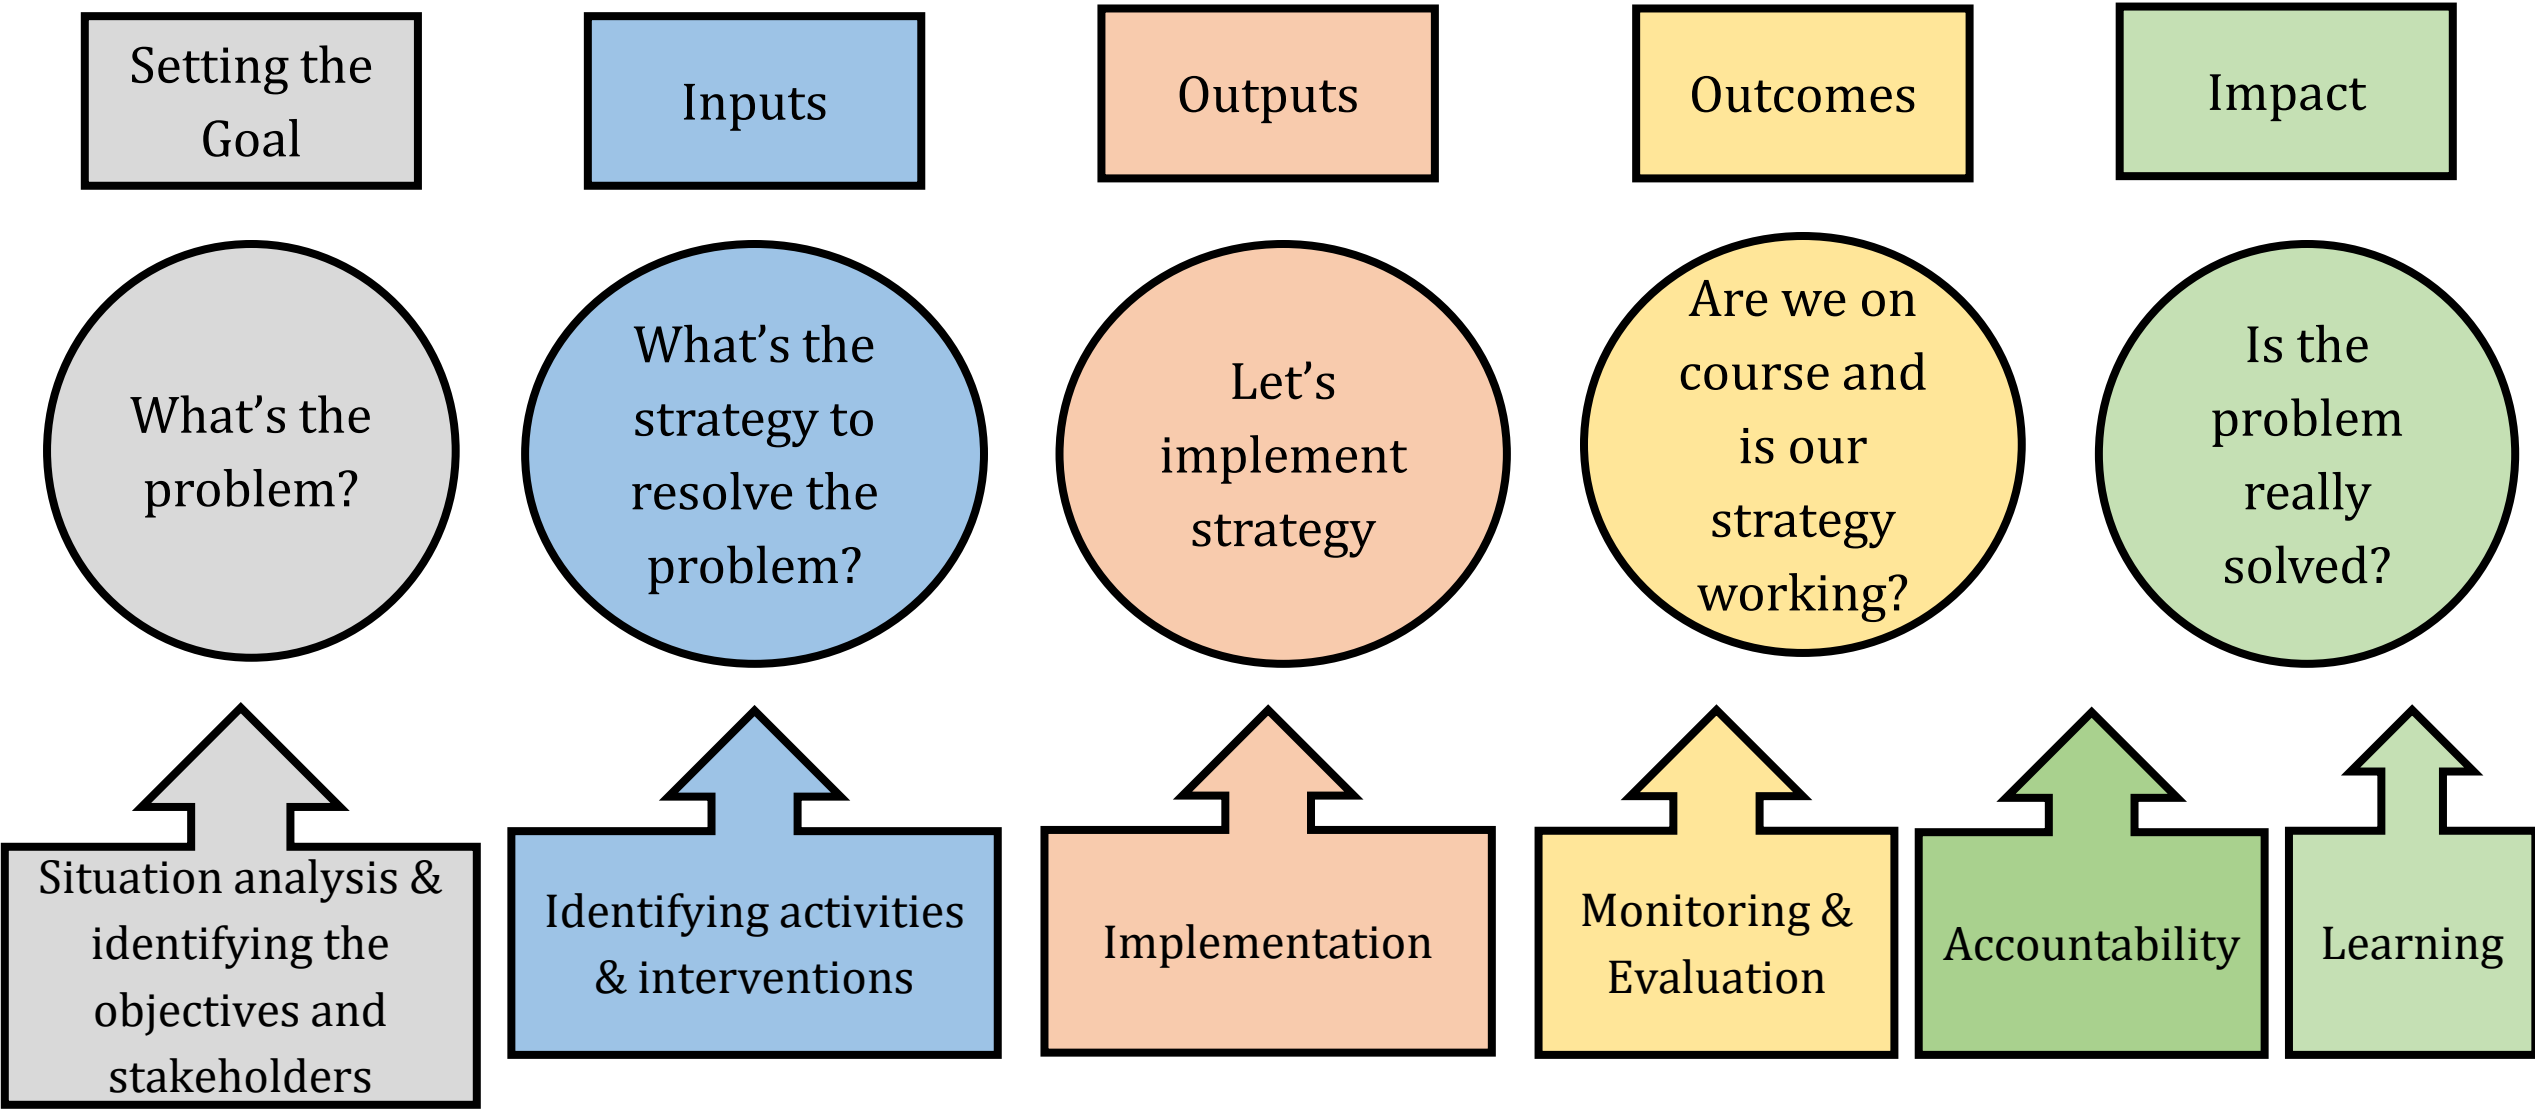 Setting the
Goal
Inputs
Outputs
Outcomes
Impact
What’s the
problem?
What’s the
strategy to
resolve the
problem?
Let’s
implement
strategy
Are we on
course and
is our
strategy
working?
Is the
problem
really
solved?
Situation analysis &
identifying the
objectives and
stakeholders
Identifying activities
& interventions
Implementation
Monitoring &
Evaluation
Accountability
Learning